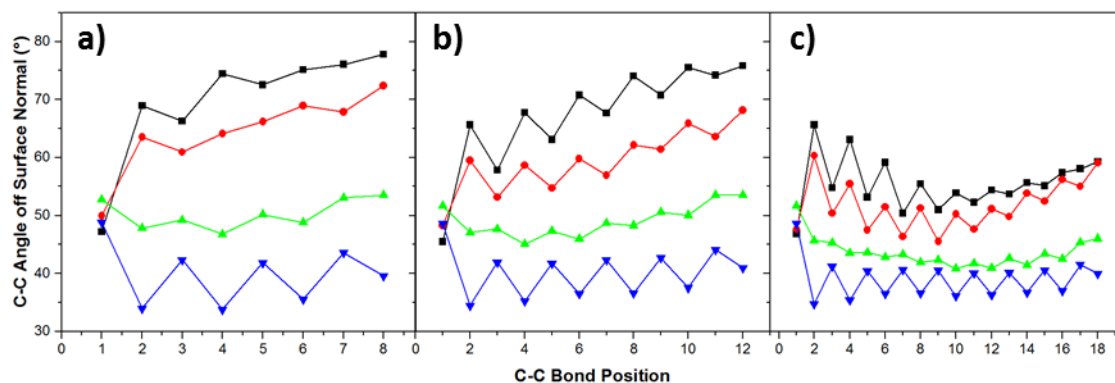 a) b) c)
C-C Angle off Surface Normal (°)
80
70
60
50
40
30
0 1 2 3 4 5 6 7 8 0 2 4 6 8 10 12 0 2 4 6 8 10 12 14 16 18
C-C Bond Position